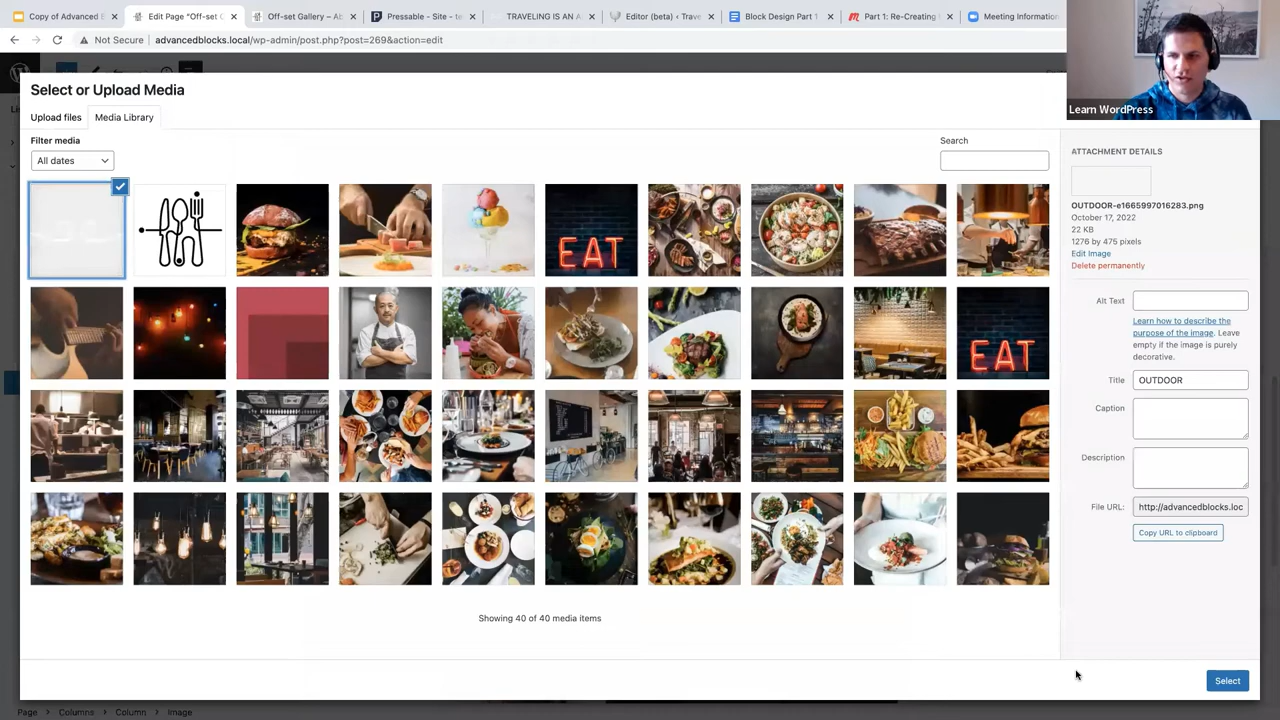 Copy of Advanced E
Edit Page "Off-set G
Off-set Gallery – Ab
Pressable - Site - te
TRAVELING IS AN A
Editor (beta) ‹ Trave
Block Design Part 1
Part 1: Re-Creating
Meeting Information
Not Secure
advancedblocks.local/wp-admin/post.php?post=269&action=edit
Learn WordPress
Select or Upload Media
Upload files
Media Library
Filter media
All dates
Search
EAT
EAT
Showing 40 of 40 media items
ATTACHMENT DETAILS
OUTDOOR-e1665997016283.png
October 17, 2022
22 KB
1276 by 475 pixels
Edit Image
Delete permanently
Alt Text
Learn how to describe the
purpose of the image. Leave
empty if the image is purely
decorative.
Title
OUTDOOR
Caption
Description
File URL:
http://advancedblocks.loc
Copy URL to clipboard
Select
Page > Columns > Column > Image